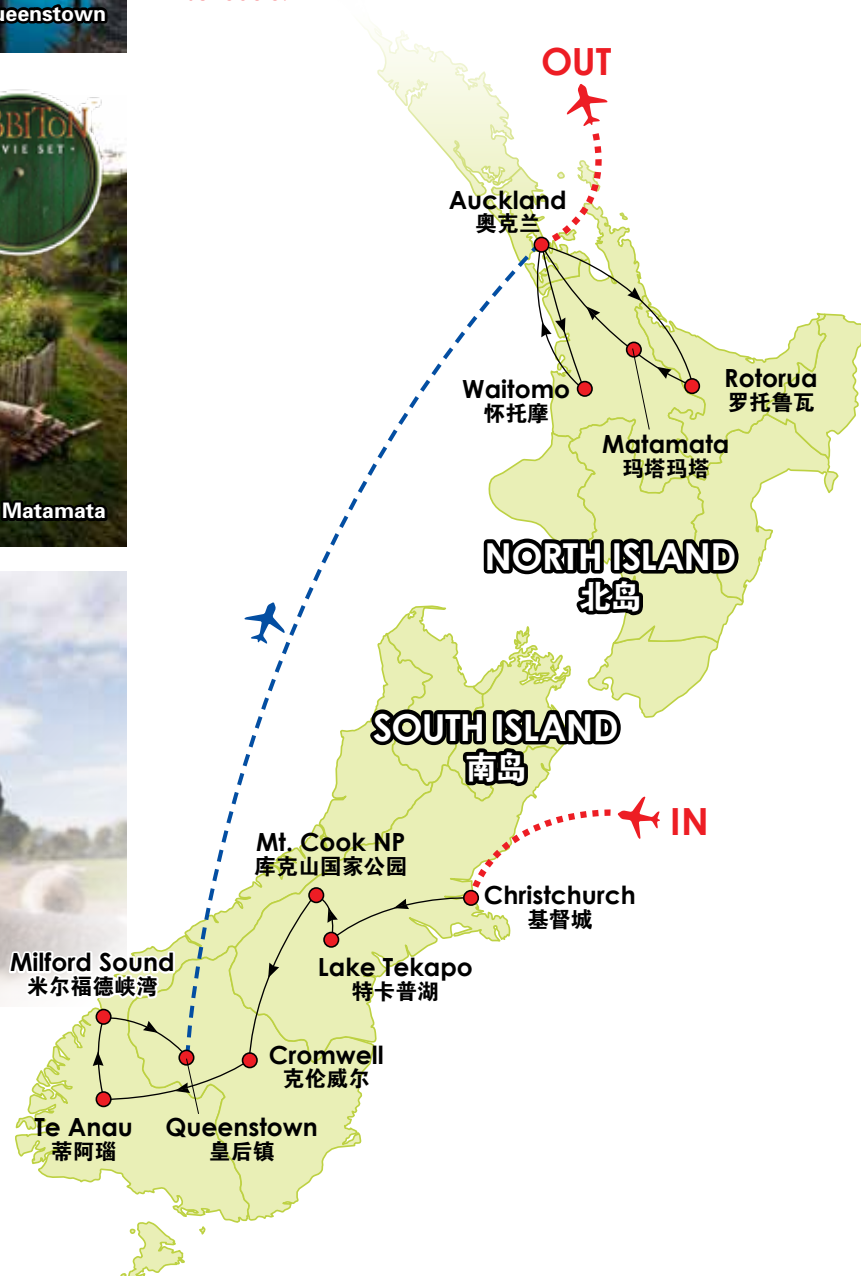 Queenstown
OUT
BBITON
VIE SET
Auckland
奥克兰
Waitomo
怀托摩
Rotorua
罗托鲁瓦
Matamata
玛塔玛塔
Matamata
NORTH ISLAND
北岛
SOUTH ISLAND
南岛
IN
Mt. Cook NP
库克山国家公园
Christchurch
基督城
Lake Tekapo
特卡普湖
Milford Sound
米尔福德峡湾
Cromwell
克伦威尔
Te Anau
蒂阿瑙
Queenstown
皇后镇